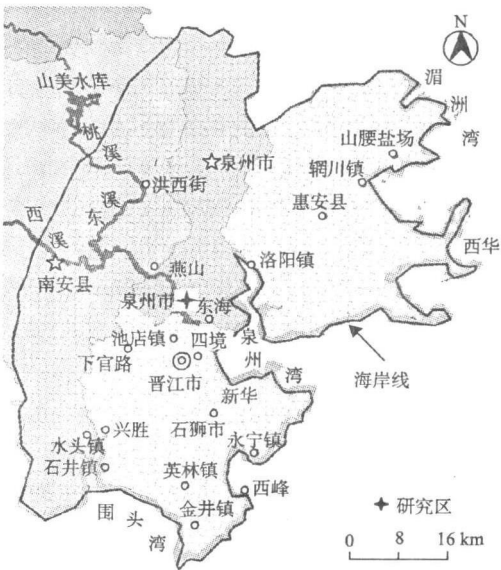 N
山美水库
湄
洲
湾
桃
溪
山腰盐场
泉州市
辋川镇
洪西街
溪
东
惠安县
西
溪
西华
燕山
洛阳镇
南安县
泉州市
东海
池店镇
四境
泉
州
湾
下官路
晋江市
海岸线
新华
兴胜
石狮市
水头镇
永宁镇
石井镇
英林镇
西峰
研究区
围头
湾
金井镇
0 8 16 km